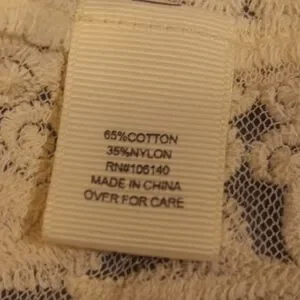 65%COTTON
35%NYLON
RN#106140
MADE IN CHINA
OVER FOR CARE